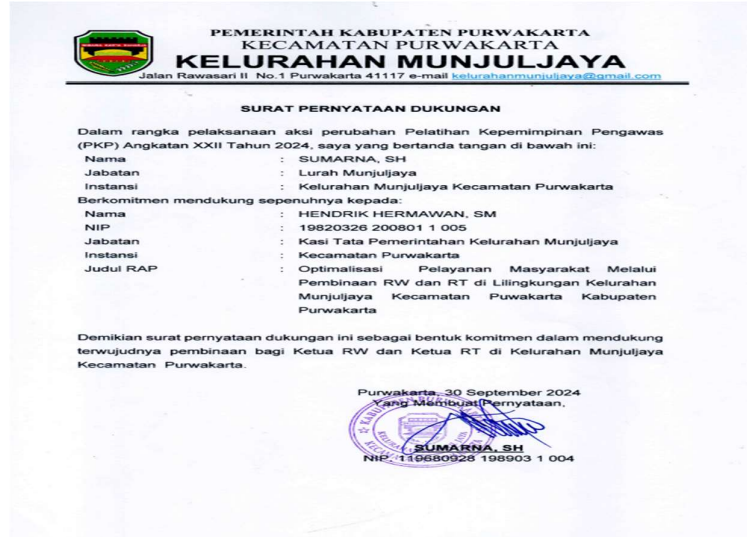 PEMERINTAH KABUPATEN PURWAKARTA
KECAMATAN PURWAKARTA
KELURAHAN MUNJULJAYA
Jalan Rawasari II No.1 Purwakarta 41117 e-mail kelurahanmunjuljaya@gmail.com
SURAT PERNYATAAN DUKUNGAN
Dalam rangka pelaksanaan aksi perubahan Pelatihan Kepemimpinan Pengawas
(PKP) Angkatan XXII Tahun 2024, saya yang bertanda tangan di bawah ini:
Nama : SUMARNA, SH
Jabatan : Lurah Munjuljaya
Instansi : Kelurahan Munjuljaya Kecamatan Purwakarta
Berkomitmen mendukung sepenuhnya kepada:
Nama : HENDRIK HERMAWAN, SM
NIP : 19820326 200801 1 005
Jabatan : Kasi Tata Pemerintahan Kelurahan Munjuljaya
Instansi : Kecamatan Purwakarta
Judul RAP : Optimalisasi Pelayanan Masyarakat Melalui
Pembinaan RW dan RT di Lilingkungan Kelurahan
Munjuljaya Kecamatan Puwakarta Kabupaten
Purwakarta
Demikian surat pernyataan dukungan ini sebagai bentuk komitmen dalam mendukung
terwujudnya pembinaan bagi Ketua RW dan Ketua RT di Kelurahan Munjuljaya
Kecamatan Purwakarta.
Purwakarta, 30 September 2024
Yang Membuat Pernyataan,
SUMARNA, SH
NIP. 119680928 198903 1 004